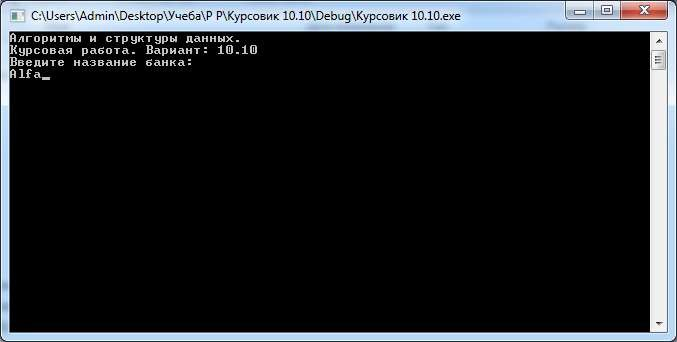 C:\Users\Admin\Desktop\Учеба\Р Р\Курсовик 10.10\Debug\Курсовик 10.10.exe
Алгоритмы и структуры данных.
Курсовая работа. Вариант: 10.10
Введите название банка:
Alfa_